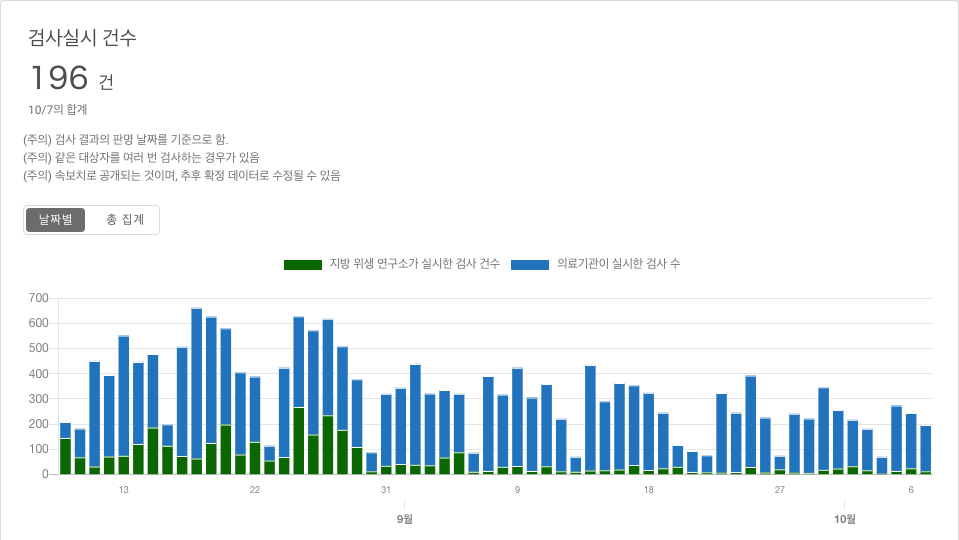 검사실시 건수
196 건
10/7의 합계
(주의) 검사 결과의 판명 날짜를 기준으로 함.
(주의) 같은 대상자를 여러 번 검사하는 경우가 있음
(주의) 속보치로 공개되는 것이며, 추후 확정 데이터로 수정될 수 있음
날짜별 총 집계
지방 위생 연구소가 실시한 검사 건수 의료기관이 실시한 검사 수
700
600
500
400
300
200
100
0
13 22 31 9 18 27 6
9월 10월